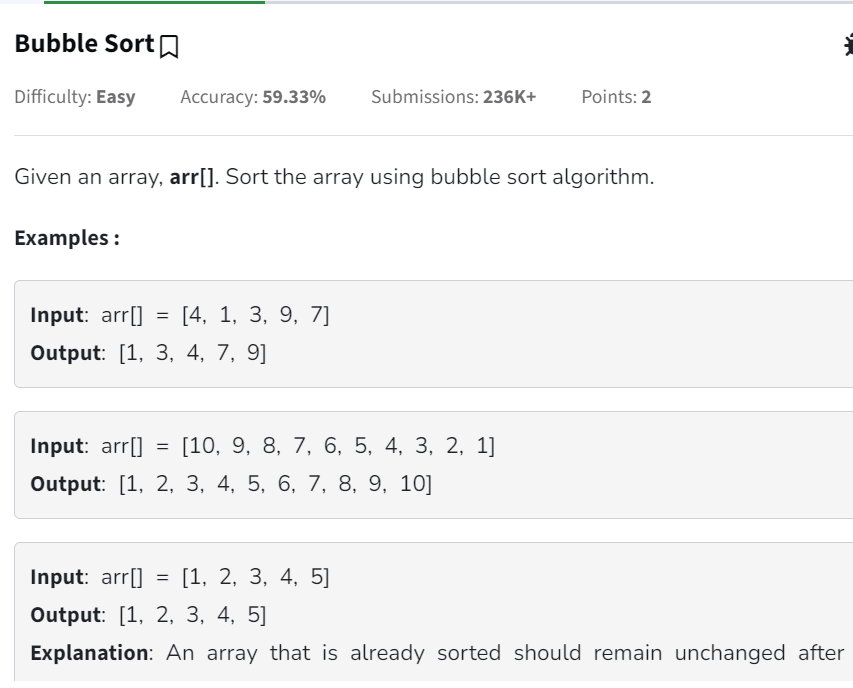 Bubble Sort
Difficulty: Easy Accuracy: 59.33% Submissions: 236K+ Points: 2
Given an array, arr[]. Sort the array using bubble sort algorithm.
Examples :
Input: arr[] = [4, 1, 3, 9, 7]
Output: [1, 3, 4, 7, 9]
Input: arr[] = [10, 9, 8, 7, 6, 5, 4, 3, 2, 1]
Output: [1, 2, 3, 4, 5, 6, 7, 8, 9, 10]
Input: arr[] = [1, 2, 3, 4, 5]
Output: [1, 2, 3, 4, 5]
Explanation: An array that is already sorted should remain unchanged after